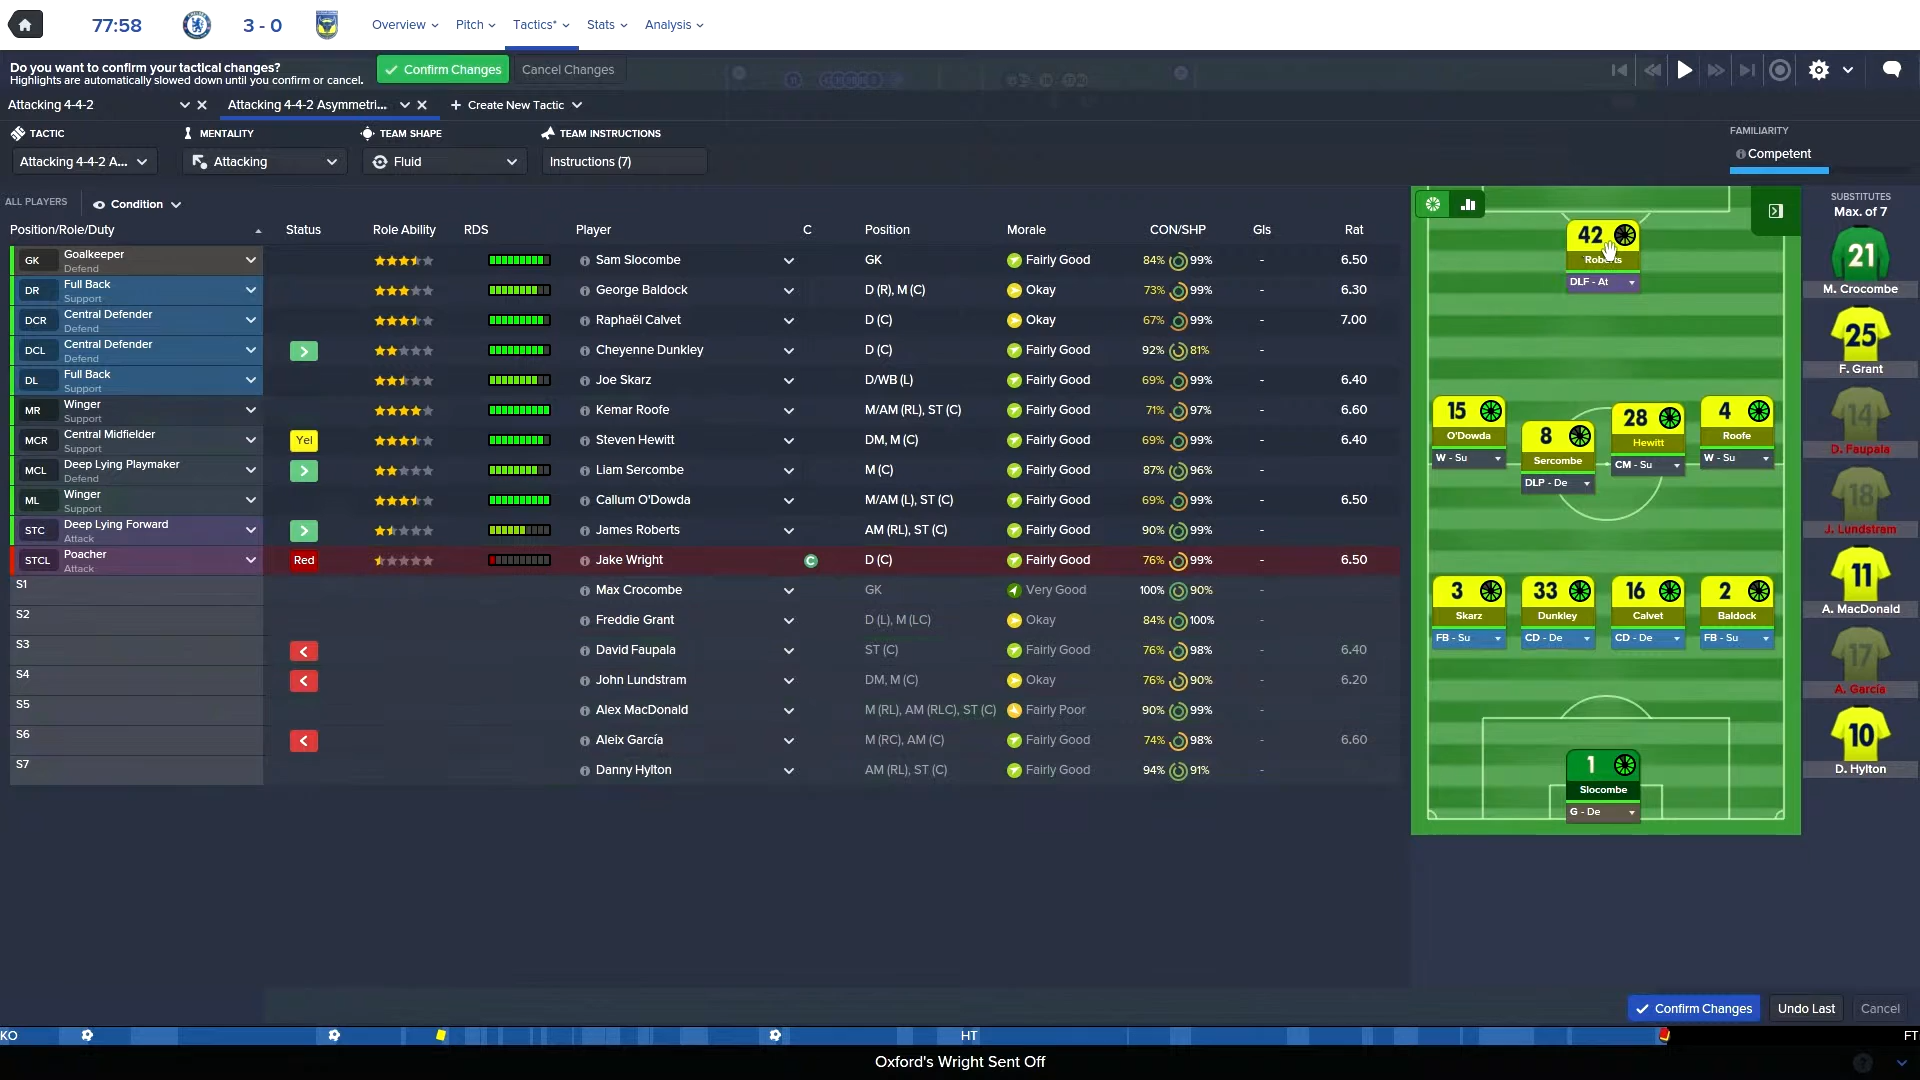 77:58
3 - 0
Overview
Pitch
Tactics*
Stats
Analysis
Do you want to confirm your tactical changes?
Highlights are automatically slowed down until you confirm or cancel.
Confirm Changes
Cancel Changes
Attacking 4-4-2
Attacking 4-4-2 Asymmetri...
+ Create New Tactic
TACTIC
MENTALITY
TEAM SHAPE
TEAM INSTRUCTIONS
Attacking 4-4-2 A...
Attacking
Fluid
Instructions (7)
FAMILIARITY
Competent
ALL PLAYERS
Condition
Position/Role/Duty Status Role Ability RDS Player C Position Morale CON/SHP Gls Rat
GK Goalkeeper Defend Sam Slocombe GK Fairly Good 84% 99% - 6.50
DR Full Back Support George Baldock D (R), M (C) Okay 73% 99% - 6.30
DCR Central Defender Defend Raphaël Calvet D (C) Okay 67% 99% - 7.00
DCL Central Defender Defend Cheyenne Dunkley D (C) Fairly Good 92% 81% -
DL Full Back Support Joe Skarz D/WB (L) Fairly Good 69% 99% - 6.40
MR Winger Support Kemar Roofe M/AM (RL), ST (C) Fairly Good 71% 97% - 6.60
MCR Central Midfielder Support Yel Steven Hewitt DM, M (C) Fairly Good 69% 99% - 6.40
MCL Deep Lying Playmaker Defend Liam Sercombe M (C) Fairly Good 87% 96% -
ML Winger Support Callum O'Dowda M/AM (L), ST (C) Fairly Good 69% 99% - 6.50
STC Deep Lying Forward Attack James Roberts AM (RL), ST (C) Fairly Good 90% 99% -
STCL Poacher Attack Red Jake Wright C D (C) Fairly Good 76% 99% - 6.50
S1 Max Crocombe GK Very Good 100% 90% -
S2 Freddie Grant D (L), M (LC) Okay 84% 100% -
S3 David Faupala ST (C) Fairly Good 76% 98% - 6.40
S4 John Lundstram DM, M (C) Okay 76% 90% - 6.20
S5 Alex MacDonald M (RL), AM (RLC), ST (C) Fairly Poor 90% 99% -
S6 Aleix García M (RC), AM (C) Fairly Good 74% 98% - 6.60
S7 Danny Hylton AM (RL), ST (C) Fairly Good 94% 91% -
42
Roberts
DLF - At
15 8 28 4
O'Dowda Sercombe Hewitt Roofe
W - Su DLP - De CM - Su W - Su
3 33 16 2
Skarz Dunkley Calvet Baldock
FB - Su CD - De CD - De FB - Su
1
Slocombe
G - De
SUBSTITUTES
Max. of 7
21
M. Crocombe
25
F. Grant
14
D. Faupala
18
J. Lundstram
11
A. MacDonald
17
A. García
10
D. Hylton
Confirm Changes
Undo Last
Cancel
KO
HT
FT
Oxford's Wright Sent Off